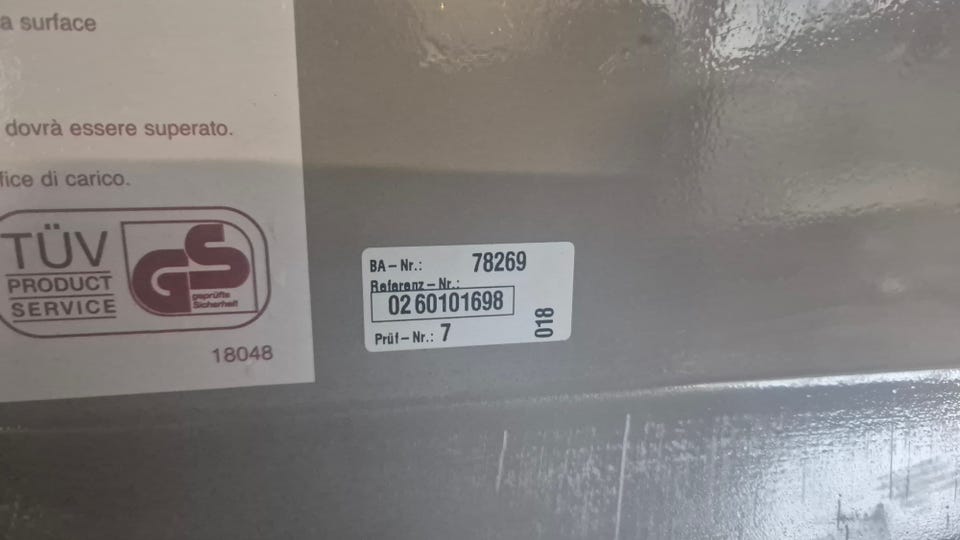 a surface
dovrà essere superato.
fice di carico.
TÜV
PRODUCT
SERVICE
GS
geprüfte
Sicherheit
18048
BA-Nr.: 78269
Referenz-Nr.:
02 60101698
Prüf-Nr.: 7
018